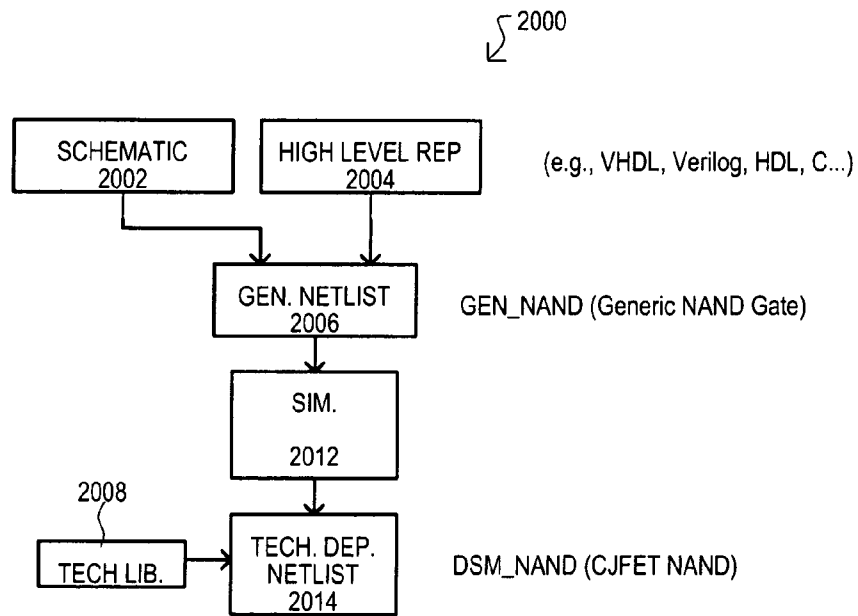 2000
SCHEMATIC
2002
HIGH LEVEL REP
2004
(e.g., VHDL, Verilog, HDL, C...)
GEN. NETLIST
2006
GEN_NAND (Generic NAND Gate)
SIM.
2012
2008
TECH LIB.
TECH. DEP.
NETLIST
2014
DSM_NAND (CJFET NAND)